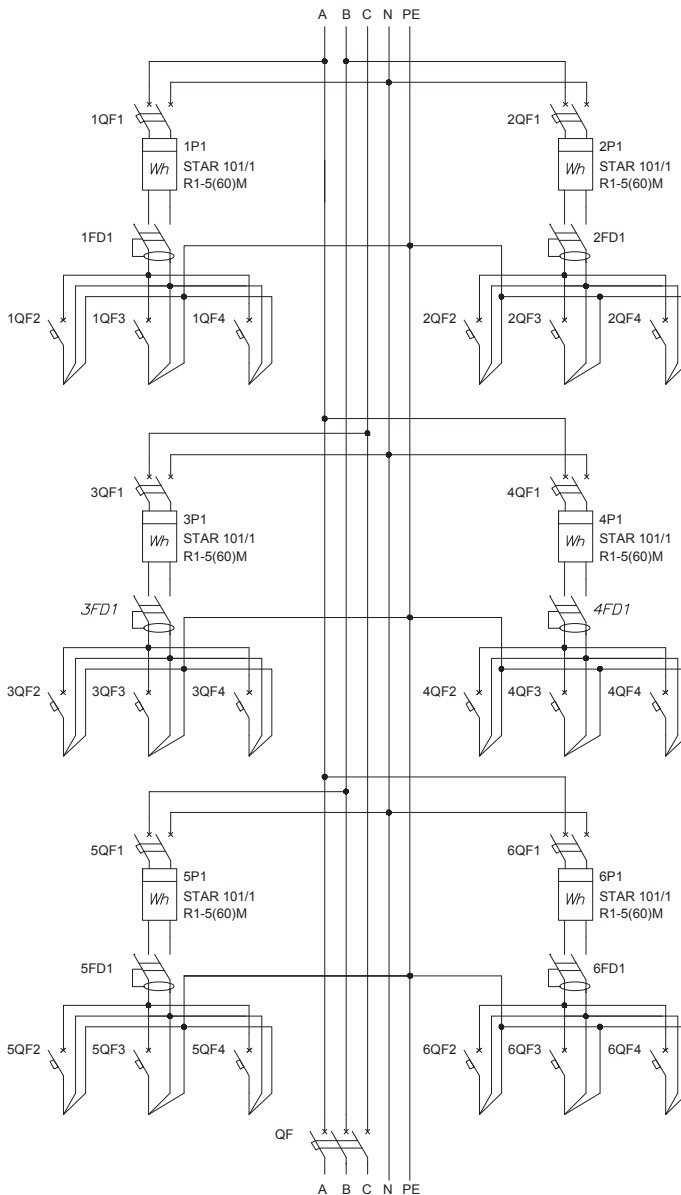 A B C N PE
1QF1
2QF1
1P1
2P1
Wh
STAR 101/1
Wh
STAR 101/1
R1-5(60)M
R1-5(60)M
1FD1
2FD1
1QF2 1QF3 1QF4
2QF2 2QF3 2QF4
3QF1
4QF1
3P1
4P1
Wh
STAR 101/1
Wh
STAR 101/1
R1-5(60)M
R1-5(60)M
3FD1
4FD1
3QF2 3QF3 3QF4
4QF2 4QF3 4QF4
5QF1
6QF1
5P1
6P1
Wh
STAR 101/1
Wh
STAR 101/1
R1-5(60)M
R1-5(60)M
5FD1
6FD1
5QF2 5QF3 5QF4
6QF2 6QF3 6QF4
QF
A B C N PE